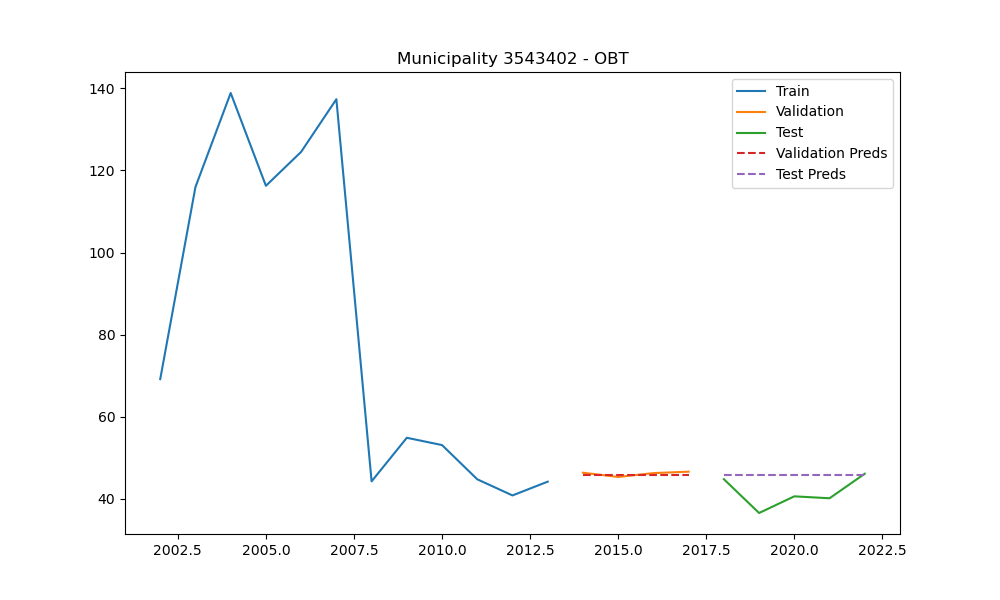 Municipality 3543402 - OBT
140
120
100
80
60
40
2002.5 2005.0 2007.5 2010.0 2012.5 2015.0 2017.5 2020.0 2022.5
Train
Validation
Test
Validation Preds
Test Preds